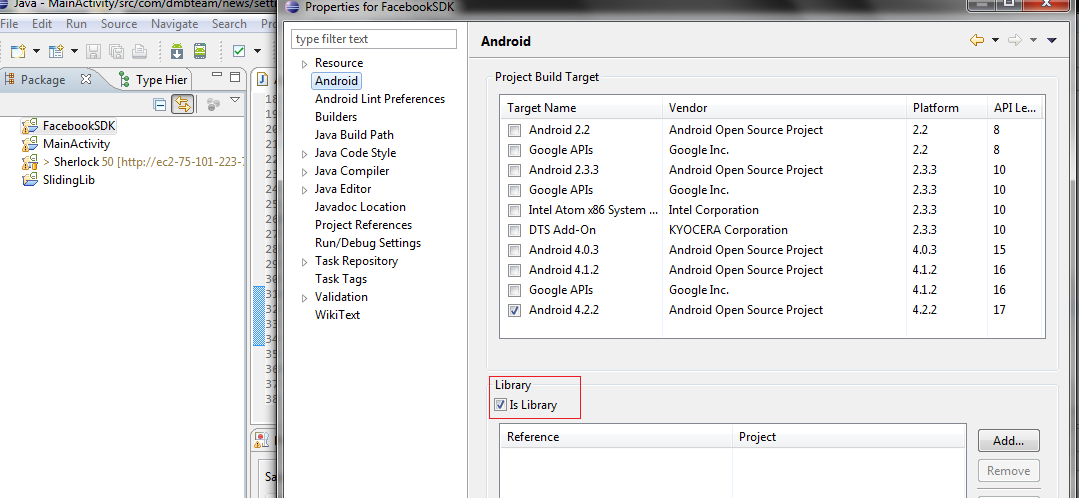 Java - MainActivity/src/com/dmbteam/news/setti
File Edit Run Source Navigate Search
Package Type Hier
FacebookSDK
MainActivity
> Sherlock 50 [http://ec2-75-101-223-7
SlidingLib
18
19
20
21
22
23
24
25
26
27
28
29
30
31
32
33
34
35
36
37
38
Sa
Properties for FacebookSDK
type filter text
Resource
Android
Android Lint Preferences
Builders
Java Build Path
Java Code Style
Java Compiler
Java Editor
Javadoc Location
Project References
Run/Debug Settings
Task Repository
Task Tags
Validation
WikiText
Android
Project Build Target
Target Name Vendor Platform API Le...
Android 2.2 Android Open Source Project 2.2 8
Google APIs Google Inc. 2.2 8
Android 2.3.3 Android Open Source Project 2.3.3 10
Google APIs Google Inc. 2.3.3 10
Intel Atom x86 System ... Intel Corporation 2.3.3 10
DTS Add-On KYOCERA Corporation 2.3.3 10
Android 4.0.3 Android Open Source Project 4.0.3 15
Android 4.1.2 Android Open Source Project 4.1.2 16
Google APIs Google Inc. 4.1.2 16
Android 4.2.2 Android Open Source Project 4.2.2 17
Library
Is Library
Reference Project
Add...
Remove